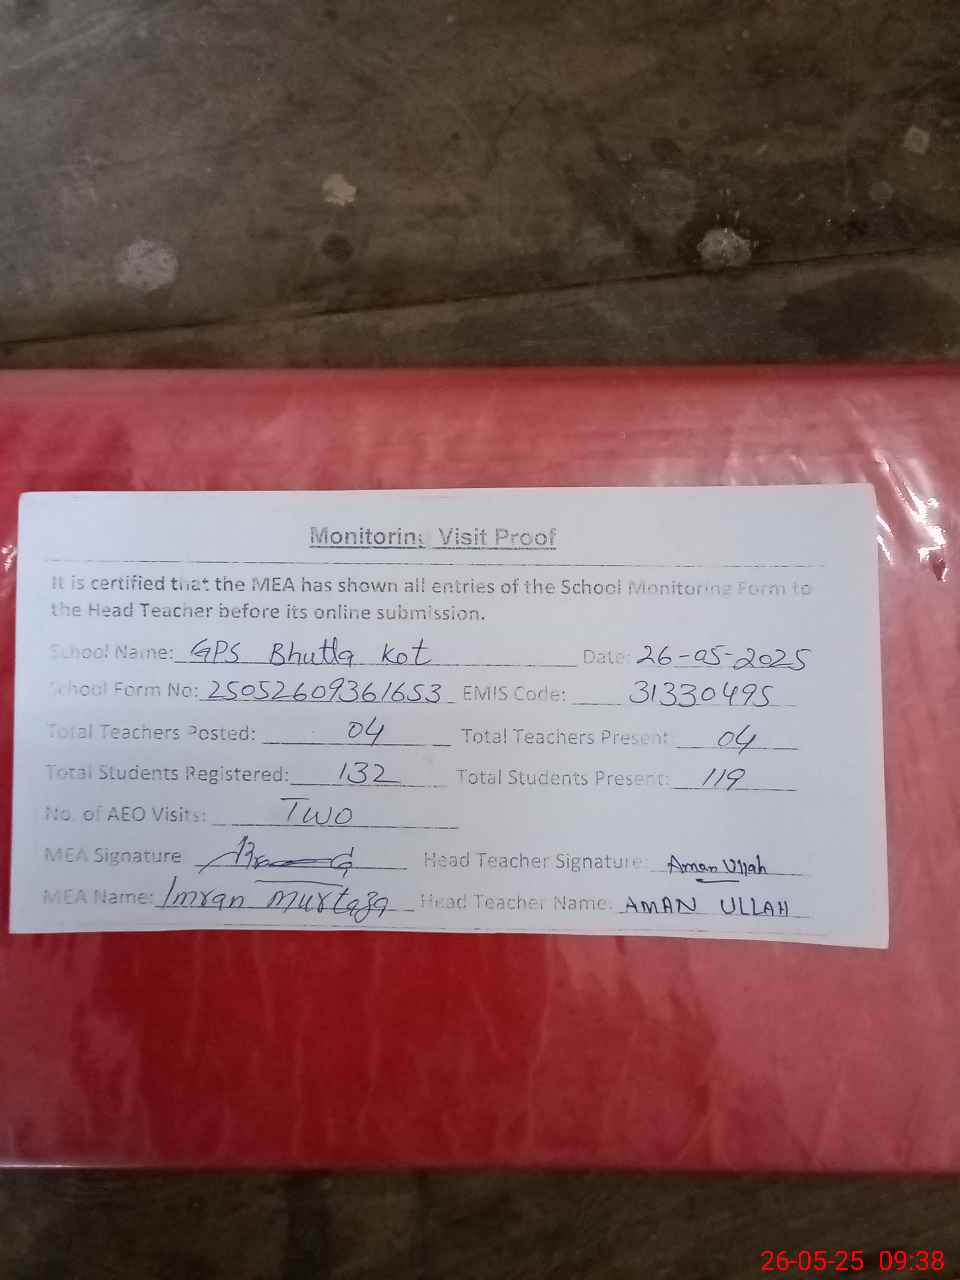 Monitoring Visit Proof
It is certified that the MEA has shown all entries of the School Monitoring Form to
the Head Teacher before its online submission.
School Name: GPS Bhutta Kot Date: 26-05-2025
School Form No: 25052609361653 EMIS Code: 31330495
Total Teachers Posted: 04 Total Teachers Present: 04
Total Students Registered: 132 Total Students Present: 119
No. of AEO Visits: Two
MEA Signature Head Teacher Signature: Aman Ullah
MEA Name: Imran Murtaza Head Teacher Name: AMAN ULLAH
26-05-25 09:38